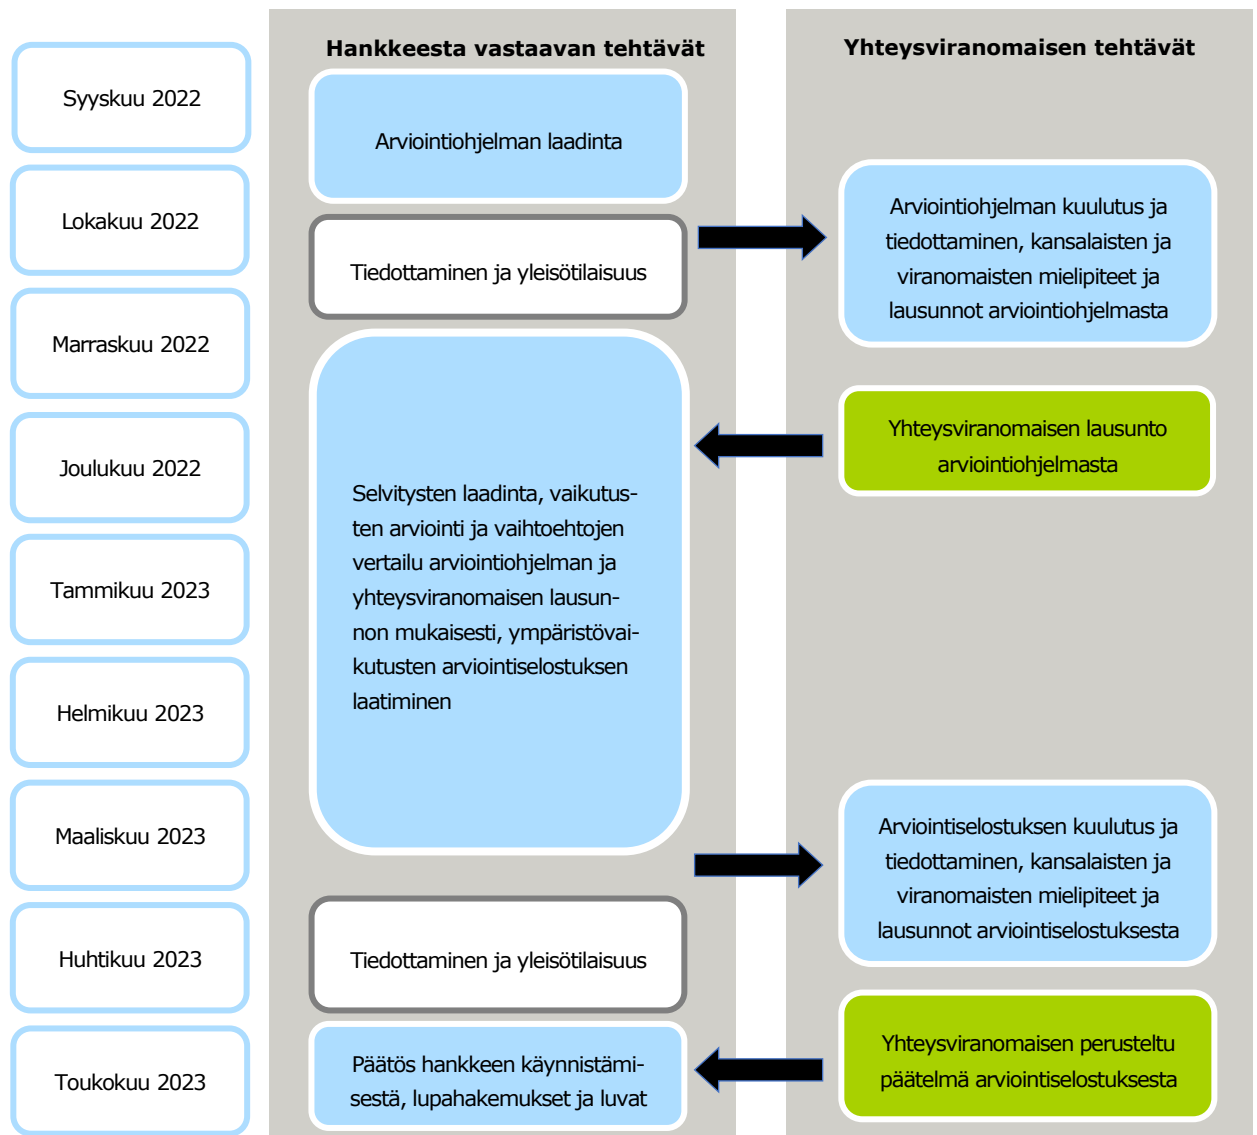 Syyskuu 2022
Lokakuu 2022
Marraskuu 2022
Joulukuu 2022
Tammikuu 2023
Helmikuu 2023
Maaliskuu 2023
Huhtikuu 2023
Toukokuu 2023
Hankkeesta vastaavan tehtävät
Arviointiohjelman laadinta
Tiedottaminen ja yleisötilaisuus
Selvitysten laadinta, vaikutus-
ten arviointi ja vaihtoehtojen
vertailu arviointiohjelman ja
yhteysviranomaisen lausun-
non mukaisesti, ympäristövai-
kutusten arviointiselostuksen
laatiminen
Tiedottaminen ja yleisötilaisuus
Päätös hankkeen käynnistämi-
sestä, lupahakemukset ja luvat
Yhteysviranomaisen tehtävät
Arviointiohjelman kuulutus ja
tiedottaminen, kansalaisten ja
viranomaisten mielipiteet ja
lausunnot arviointiohjelmasta
Yhteysviranomaisen lausunto
arviointiohjelmasta
Arviointiselostuksen kuulutus ja
tiedottaminen, kansalaisten ja
viranomaisten mielipiteet ja
lausunnot arviointiselostuksesta
Yhteysviranomaisen perusteltu
päätelmä arviointiselostuksesta